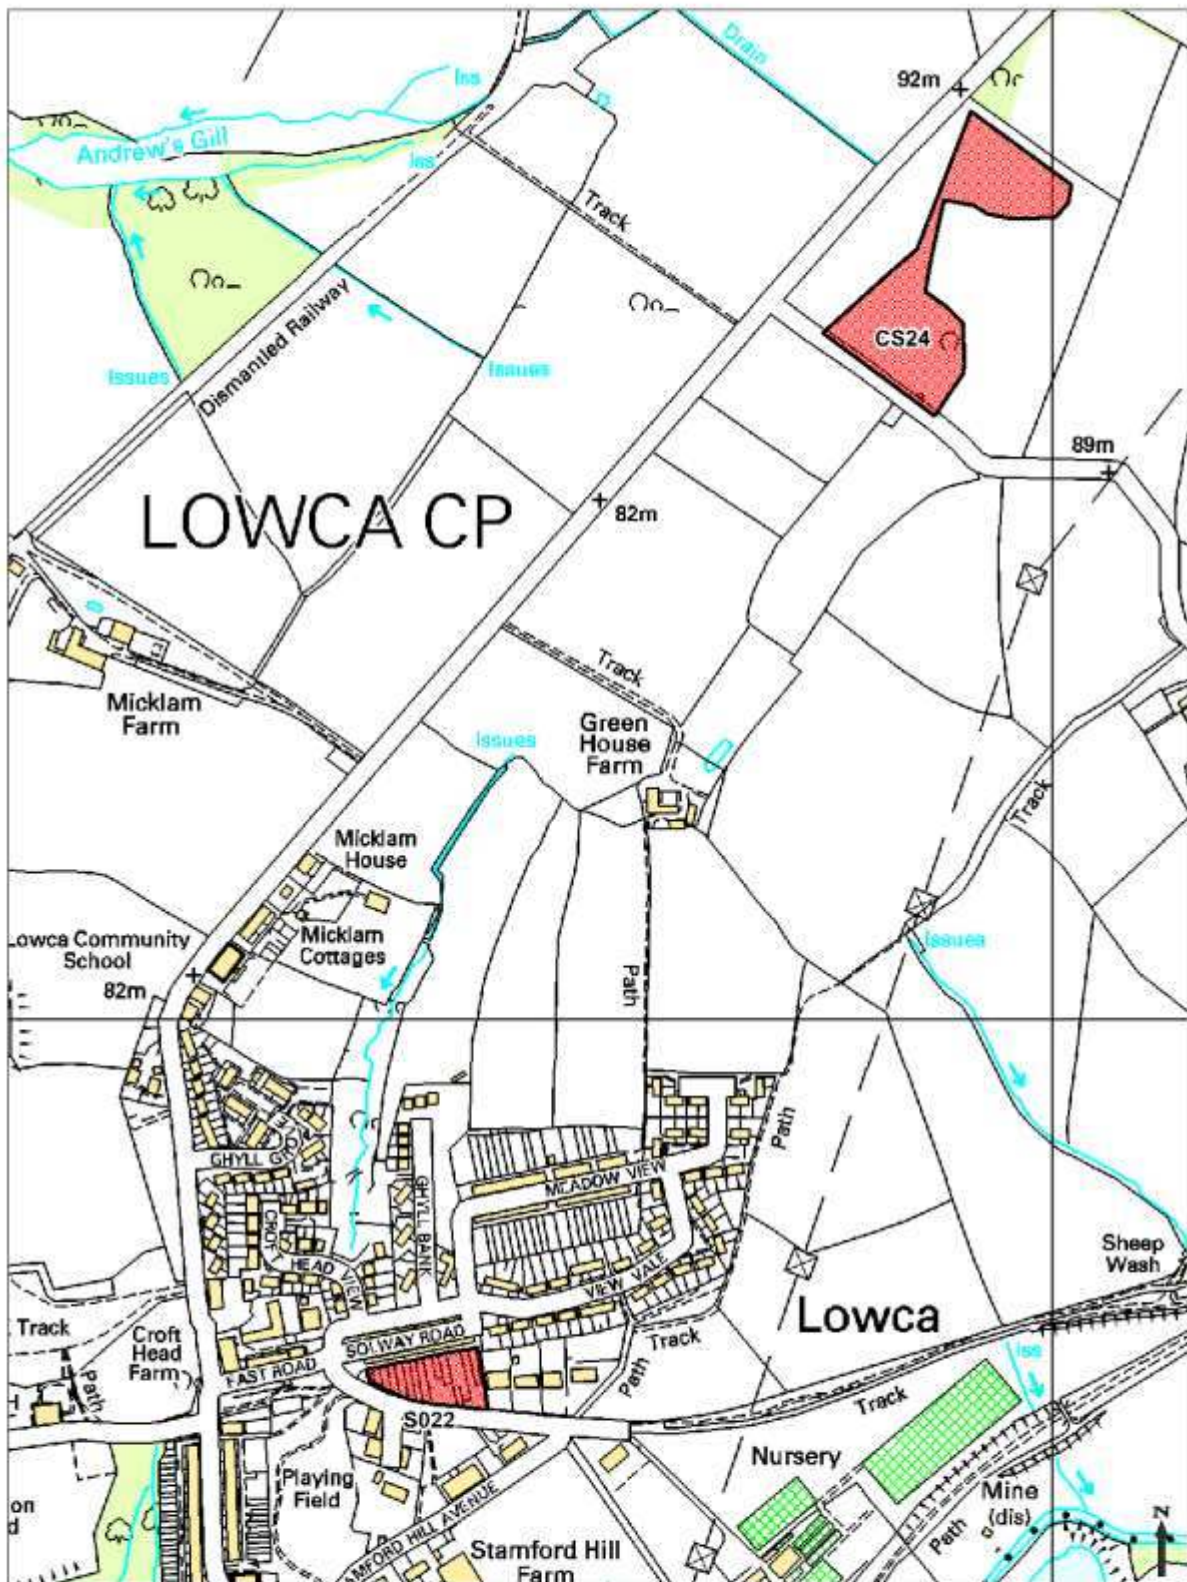 Drain
92m
Iss
Andrew's Gill
Iss
Track
Dismantled Railway
CS24
Issues
Issues
89m
LOWCA CP
82m
Track
Micklam
Farm
Green
House
Farm
Issues
Track
Micklam
House
Lowca Community
School
82m
Micklam
Cottages
Path
Issues
Path
GHYLL GROVE
MEADOW VIEW
GHYLL BANK
CROFT
HEAD VIEW
VIEW VALE
Sheep
Wash
Lowca
Track
Croft
Head
Farm
Path
SOLWAY ROAD
EAST ROAD
Track
Path
Iss
Track
S022
Nursery
Playing
Field
Mine
(dis)
Path
N
STAMFORD HILL AVENUE
Stamford Hill
Farm